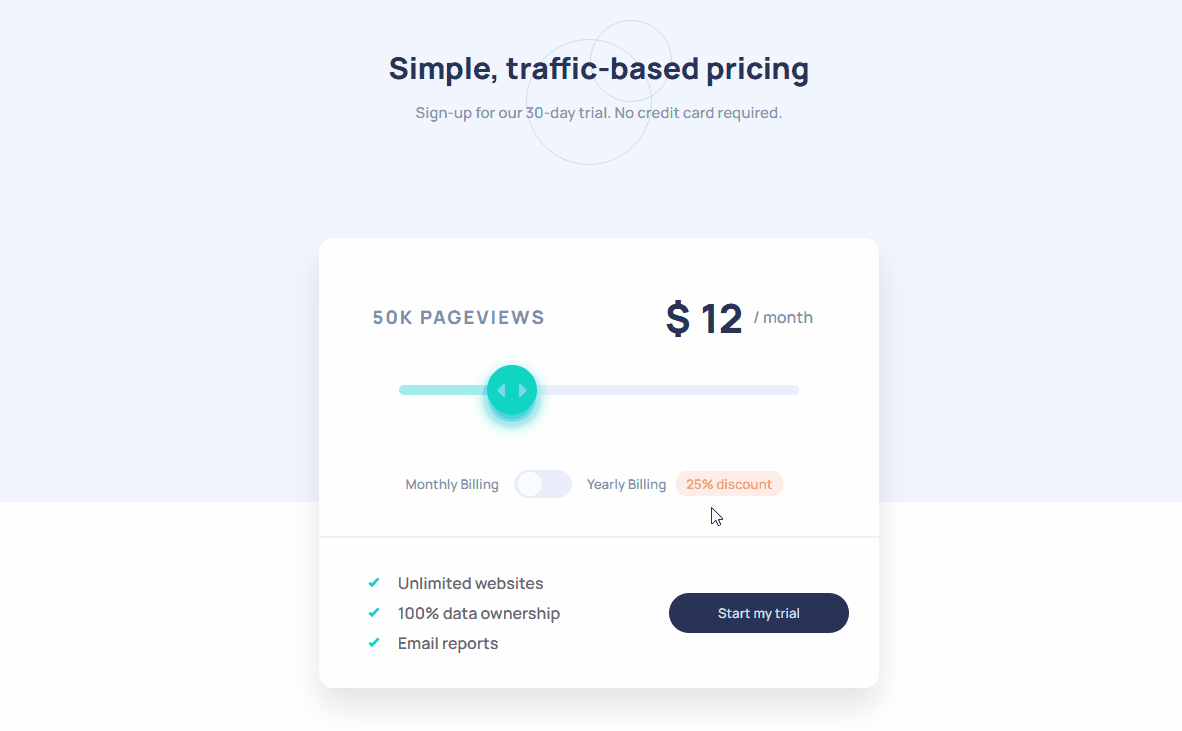 Simple, traffic-based pricing
Sign-up for our 30-day trial. No credit card required.
50K PAGEVIEWS
$ 12 / month
Monthly Billing
Yearly Billing
25% discount
Unlimited websites
100% data ownership
Email reports
Start my trial